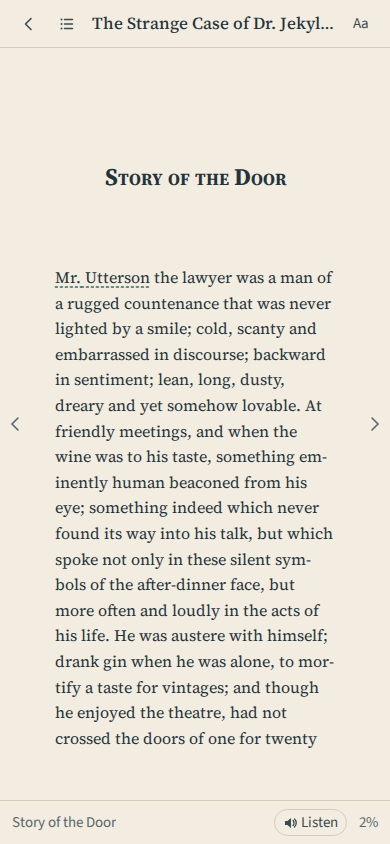 The Strange Case of Dr. Jekyl...
Aa
Story of the Door
Mr. Utterson the lawyer was a man of
a rugged countenance that was never
lighted by a smile; cold, scanty and
embarrassed in discourse; backward
in sentiment; lean, long, dusty,
dreary and yet somehow lovable. At
friendly meetings, and when the
wine was to his taste, something em-
inently human beaconed from his
eye; something indeed which never
found its way into his talk, but which
spoke not only in these silent sym-
bols of the after-dinner face, but
more often and loudly in the acts of
his life. He was austere with himself;
drank gin when he was alone, to mor-
tify a taste for vintages; and though
he enjoyed the theatre, had not
crossed the doors of one for twenty
Story of the Door
Listen
2%